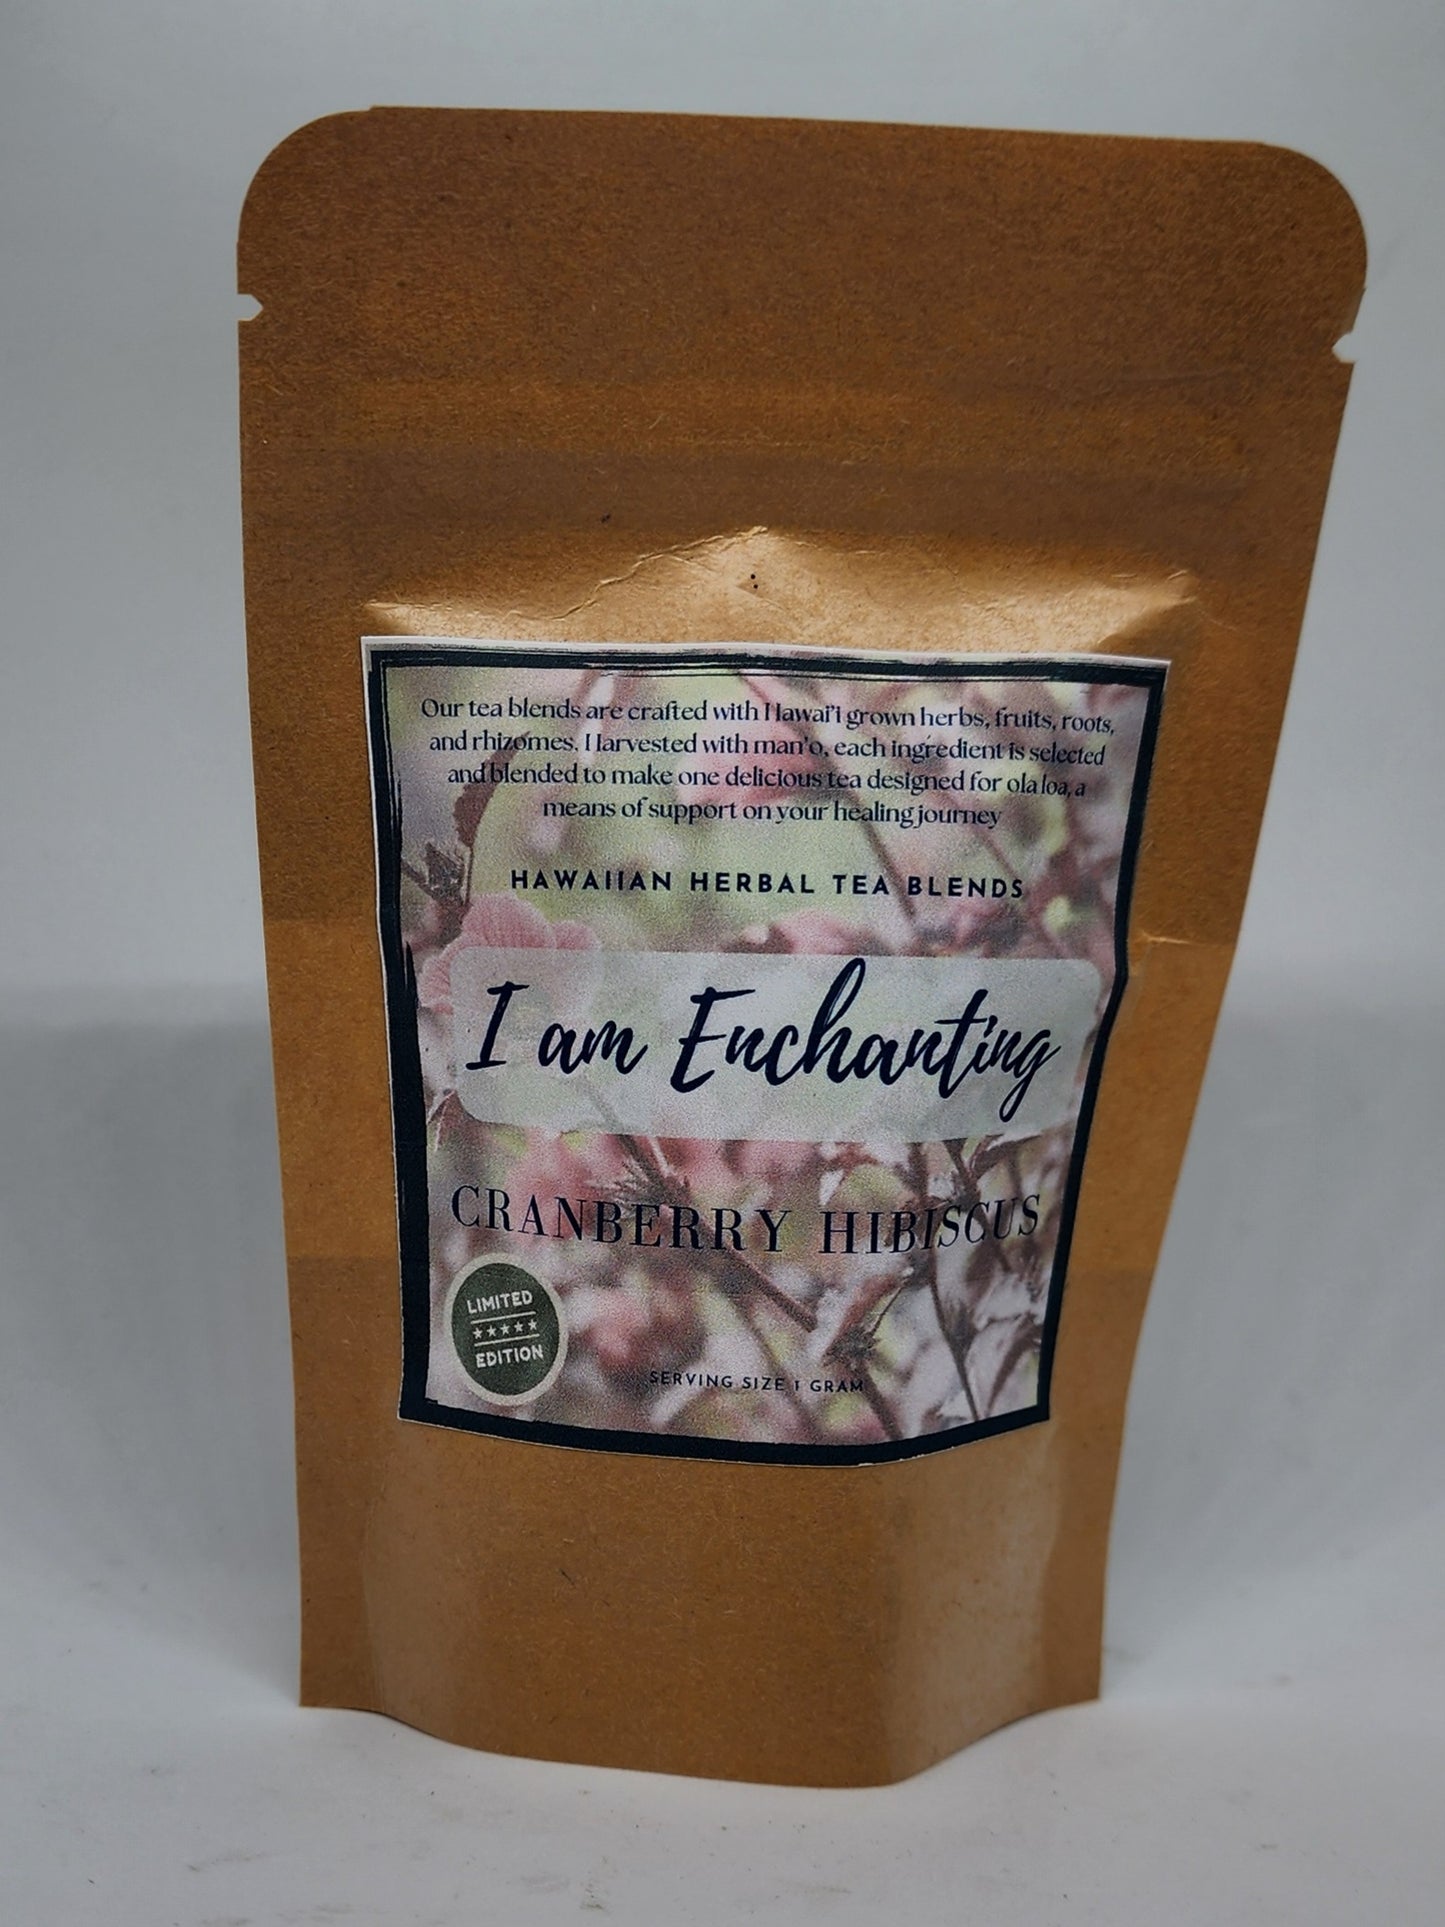 Our tea blends are crafted with Hawai'i grown herbs, fruits, roots,
and rhizomes. Harvested with man'o, each ingredient is selected
and blended to make one delicious tea designed for ola loa, a
means of support on your healing journey
HAWAIIAN HERBAL TEA BLENDS
I am Enchanting
CRANBERRY HIBISCUS
LIMITED
★★★★★
EDITION
SERVING SIZE 1 GRAM